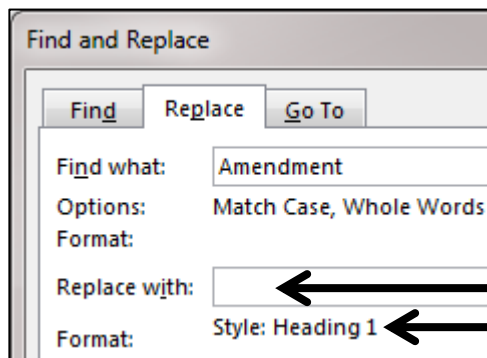 Find and Replace
Find Replace Go To
Find what: Amendment
Options: Match Case, Whole Words
Format:
Replace with:
Format: Style: Heading 1